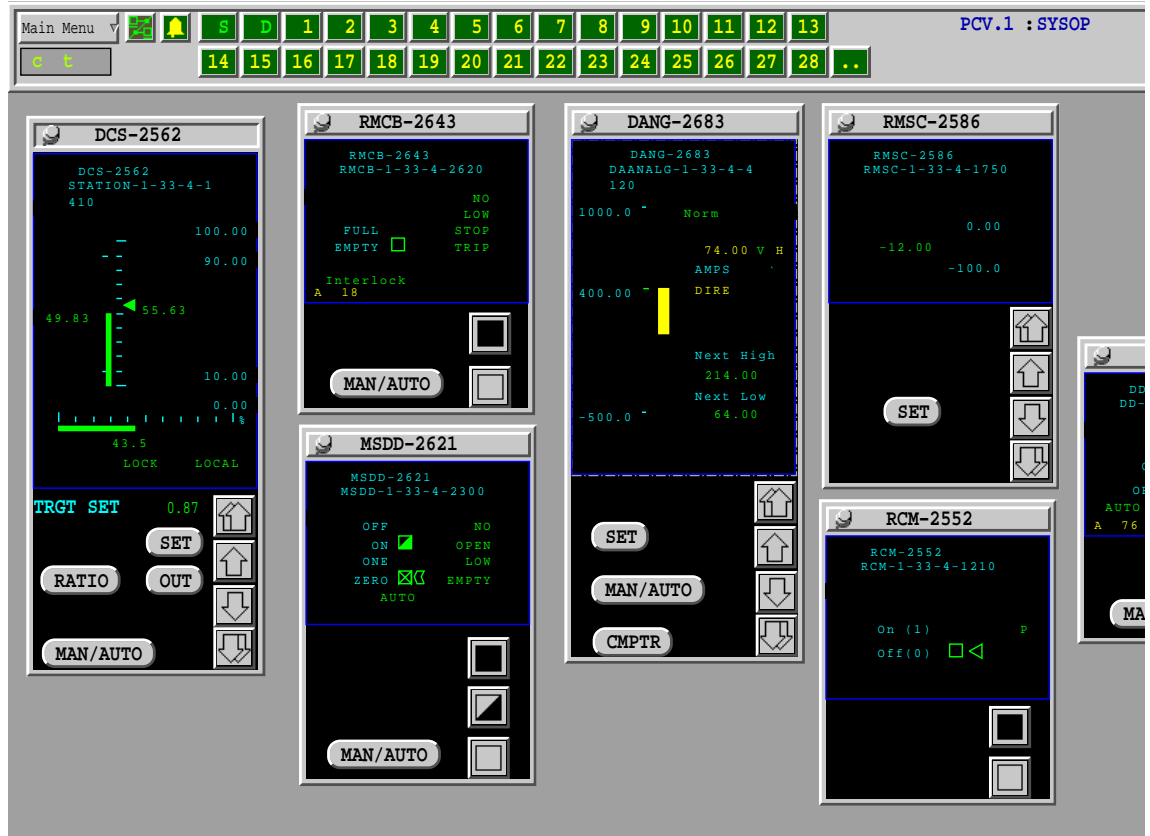 Main Menu S D 1 2 3 4 5 6 7 8 9 10 11 12 13 PCV.1 :SYSOP
c t 14 15 16 17 18 19 20 21 22 23 24 25 26 27 28 ..
DCS-2562
DCS-2562
STATION-1-33-4-1
410
100.00
90.00
55.63
49.83
10.00
0.00
%
43.5
LOCK LOCAL
TRGT SET 0.87
SET
RATIO OUT
MAN/AUTO
RMCB-2643
RMCB-2643
RMCB-1-33-4-2620
NO
LOW
FULL STOP
EMPTY TRIP
Interlock
A 18
MAN/AUTO
MSDD-2621
MSDD-2621
MSDD-1-33-4-2300
OFF NO
ON OPEN
ONE LOW
ZERO EMPTY
AUTO
MAN/AUTO
DANG-2683
DANG-2683
DAANALG-1-33-4-4
120
1000.0 Norm
74.00 V H
AMPS
400.00 DIRE
Next High
214.00
Next Low
-500.0 64.00
SET
MAN/AUTO
CMPTR
RMSC-2586
RMSC-2586
RMSC-1-33-4-1750
0.00
-12.00
-100.0
SET
RCM-2552
RCM-2552
RCM-1-33-4-1210
On (1) P
Off(0)
DD
DD-
AUTO
A 76
MA